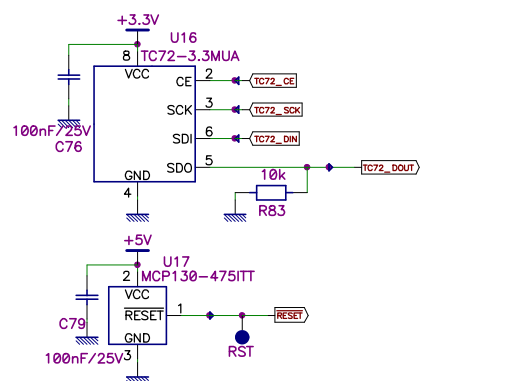 +3.3V
U16
8
TC72-3.3MUA
VCC
CE
2
TC72_CE
SCK
3
TC72_SCK
100nF/25V
C76
SDI
6
TC72_DIN
SDO
5
TC72_DOUT
GND
4
10k
R83
+5V
U17
2
MCP130-475ITT
VCC
C79
RESET
1
RESET
GND
3
100nF/25V
RST